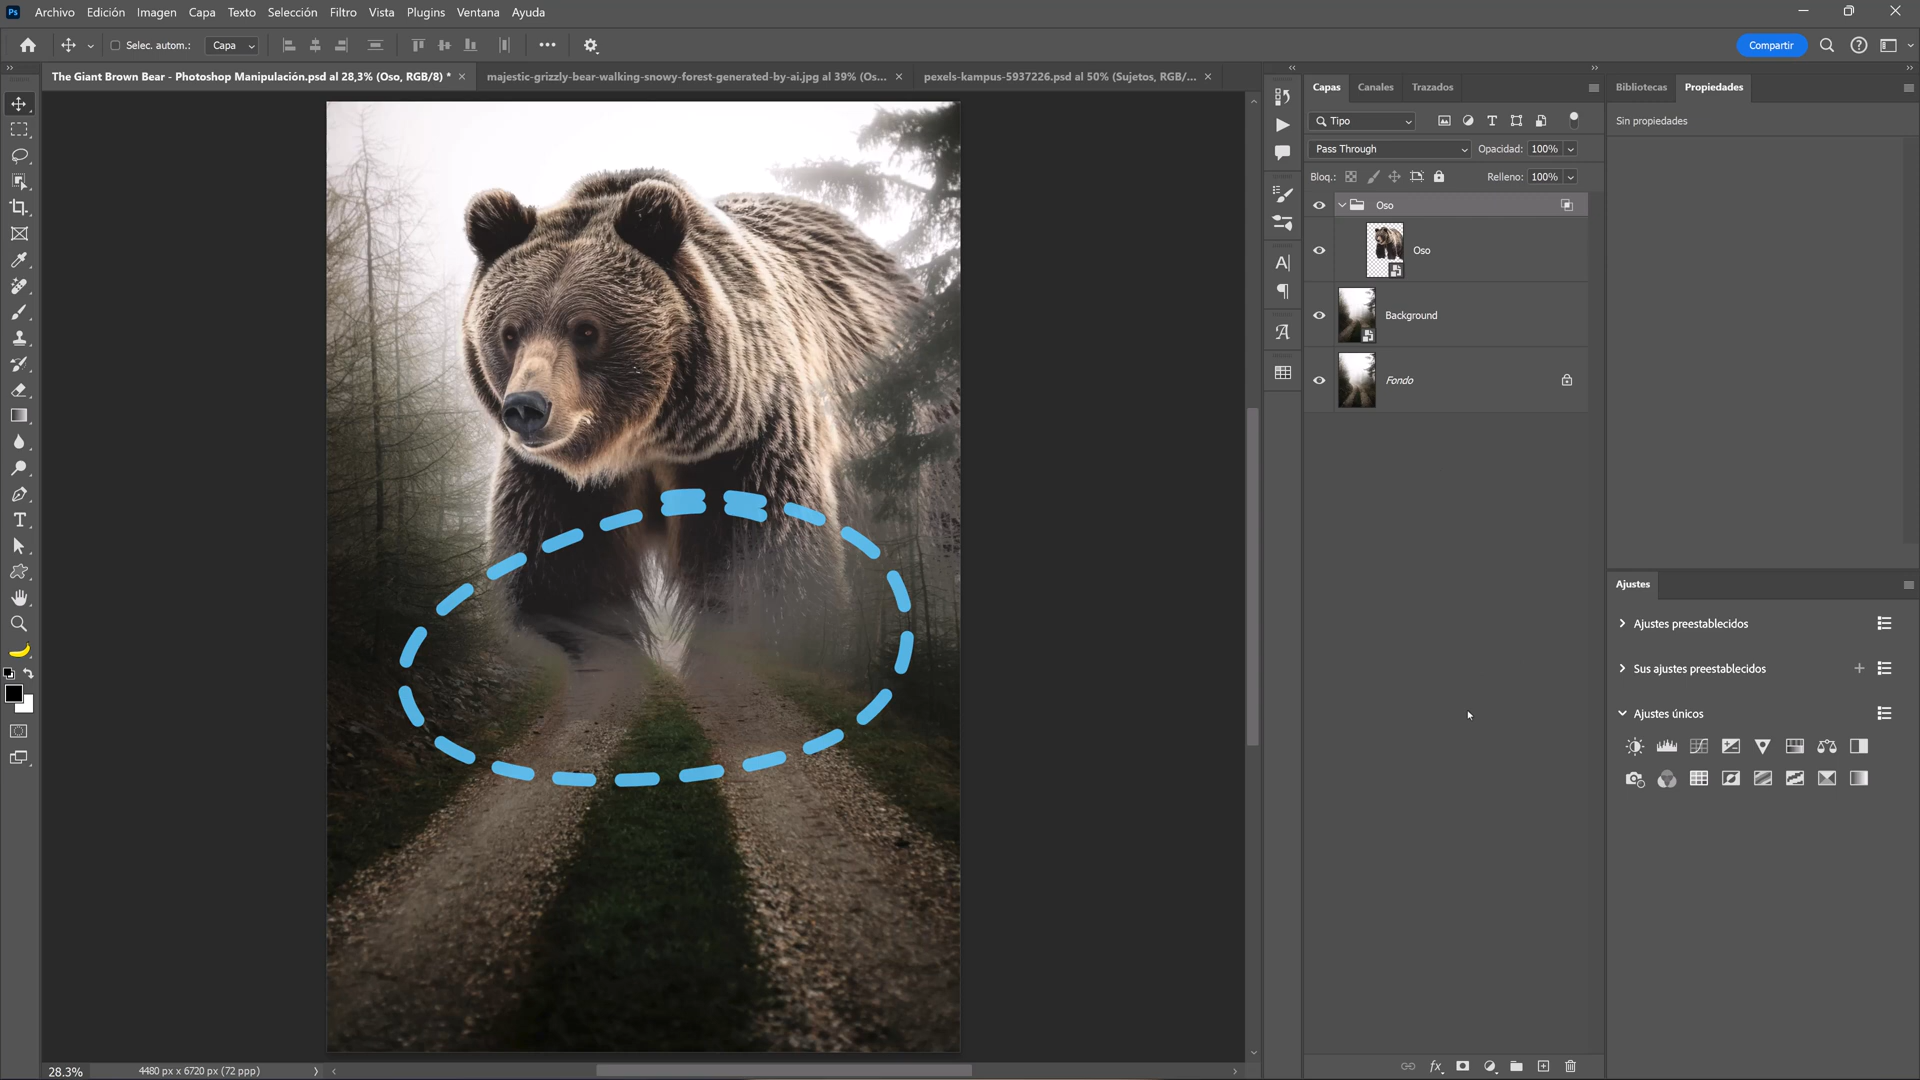 Ps Archivo Edición Imagen Capa Texto Selección Filtro Vista Plugins Ventana Ayuda
Selec. autom.: Capa Compartir
The Giant Brown Bear - Photoshop Manipulación.psd al 28,3% (Oso, RGB/8) * majestic-grizzly-bear-walking-snowy-forest-generated-by-ai.jpg al 39% (Os... pexels-kampus-5937226.psd al 50% (Sujetos, RGB/...
Capas Canales Trazados Bibliotecas Propiedades
Tipo Sin propiedades
Pass Through Opacidad: 100%
Bloq.: Relleno: 100%
Oso
Oso
Background
Fondo
Ajustes
Ajustes preestablecidos
Sus ajustes preestablecidos
Ajustes únicos
28.3% 4480 px x 6720 px (72 ppp)
fx